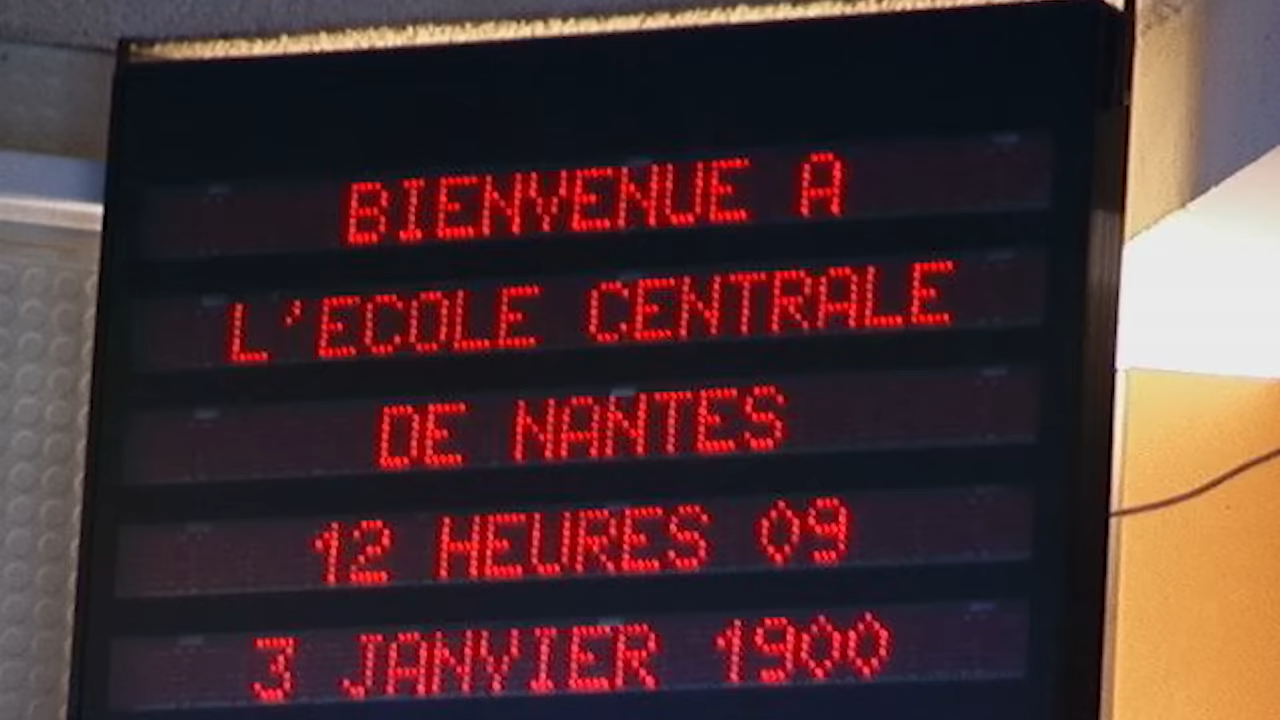 BIENVENUE A
L'ECOLE CENTRALE
DE NANTES
12 HEURES 09
3 JANVIER 1900